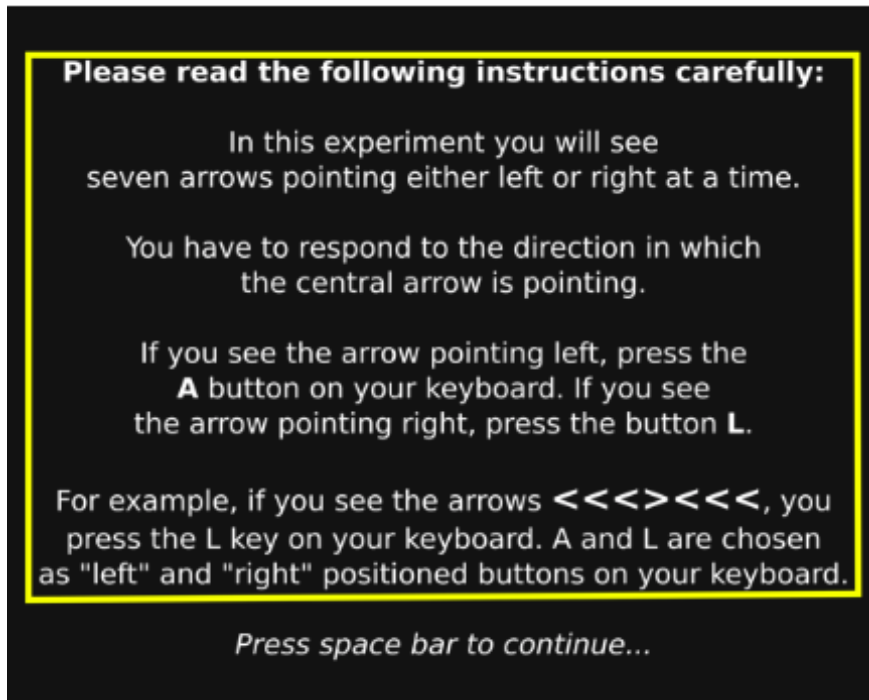 Please read the following instructions carefully:
In this experiment you will see
seven arrows pointing either left or right at a time.
You have to respond to the direction in which
the central arrow is pointing.
If you see the arrow pointing left, press the
A button on your keyboard. If you see
the arrow pointing right, press the button L.
For example, if you see the arrows <<<><<<, you
press the L key on your keyboard. A and L are chosen
as "left" and "right" positioned buttons on your keyboard.
Press space bar to continue...